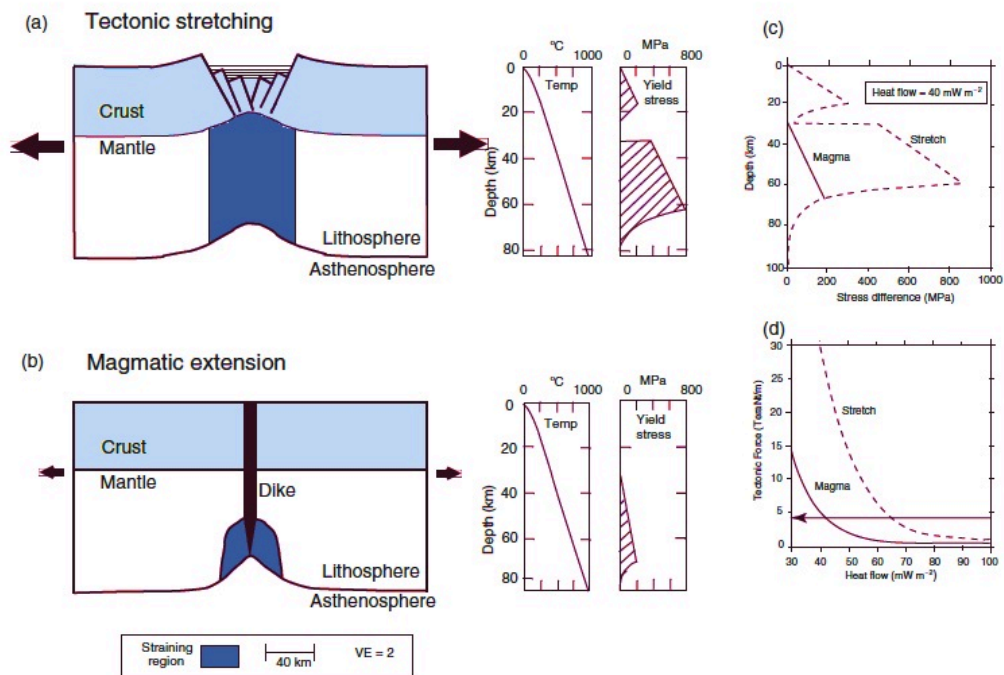 (a) Tectonic stretching
Crust
Mantle
Lithosphere
Asthenosphere
ºC
0 1000
Temp
0
20
40
60
80
Depth (km)
MPa
0 800
Yield
stress
(b) Magmatic extension
Crust
Mantle
Dike
Lithosphere
Asthenosphere
ºC
0 1000
Temp
0
20
40
60
80
Depth (km)
MPa
0 800
Yield
stress
Straining
region
40 km
VE = 2
(c)
Heat flow = 40 mW m⁻²
Stretch
Magma
0
20
40
60
80
100
Depth (km)
0 200 400 600 800 1000
Stress difference (MPa)
(d)
30
25
20
15
10
5
0
Stretch
Magma
Tectonic Force
30 40 50 60 70 80 90 100
Heat flow (mW m⁻²)